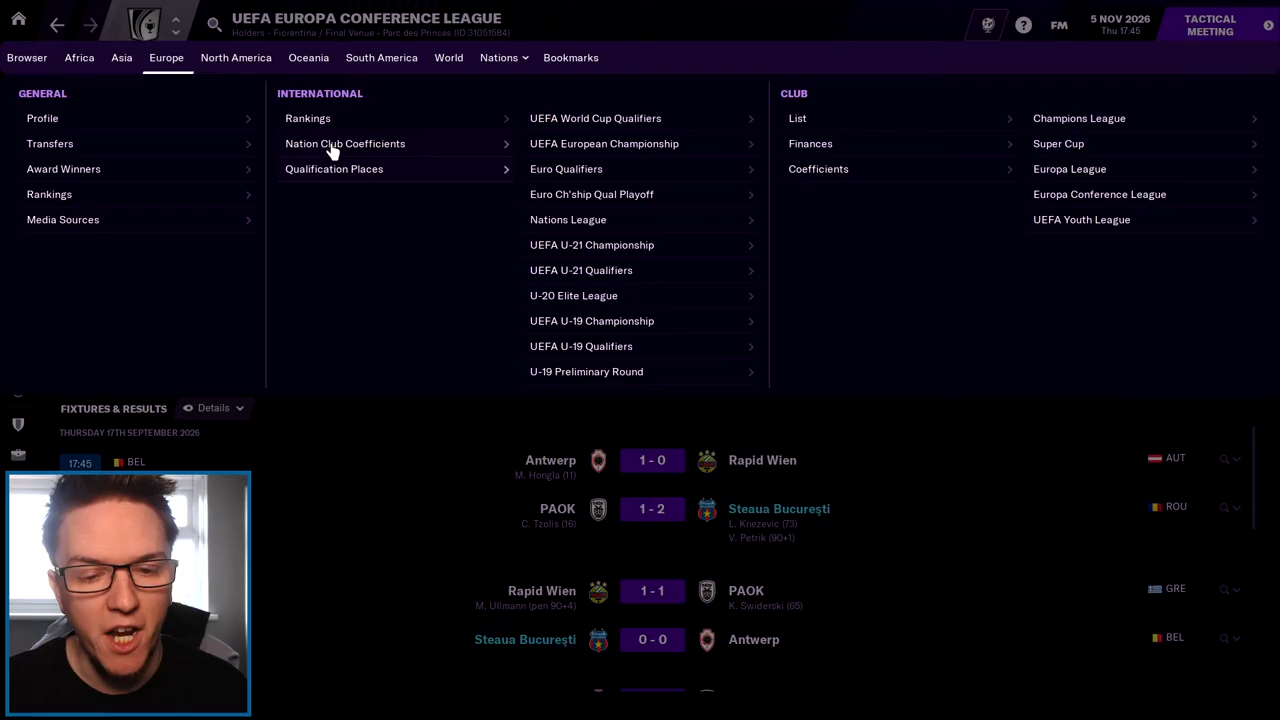 UEFA EUROPA CONFERENCE LEAGUE
Holders - Fiorentina / Final Venue - Parc des Princes (ID:31051584)
FM
5 NOV 2026
Thu 17:45
TACTICAL
MEETING
Browser Africa Asia Europe North America Oceania South America World Nations Bookmarks
GENERAL
Profile
Transfers
Award Winners
Rankings
Media Sources
INTERNATIONAL
Rankings
Nation Club Coefficients
Qualification Places
UEFA World Cup Qualifiers
UEFA European Championship
Euro Qualifiers
Euro Ch'ship Qual Playoff
Nations League
UEFA U-21 Championship
UEFA U-21 Qualifiers
U-20 Elite League
UEFA U-19 Championship
UEFA U-19 Qualifiers
U-19 Preliminary Round
CLUB
List
Finances
Coefficients
Champions League
Super Cup
Europa League
Europa Conference League
UEFA Youth League
FIXTURES & RESULTS Details
THURSDAY 17TH SEPTEMBER 2026
17:45 BEL
Antwerp 1 - 0 Rapid Wien AUT
M. Hongla (11)
PAOK 1 - 2 Steaua Bucureşti ROU
C. Tzolis (16) L. Knezevic (73)
V. Petrik (90+1)
Rapid Wien 1 - 1 PAOK GRE
M. Ullmann (pen 90+4) K. Swiderski (65)
Steaua Bucureşti 0 - 0 Antwerp BEL